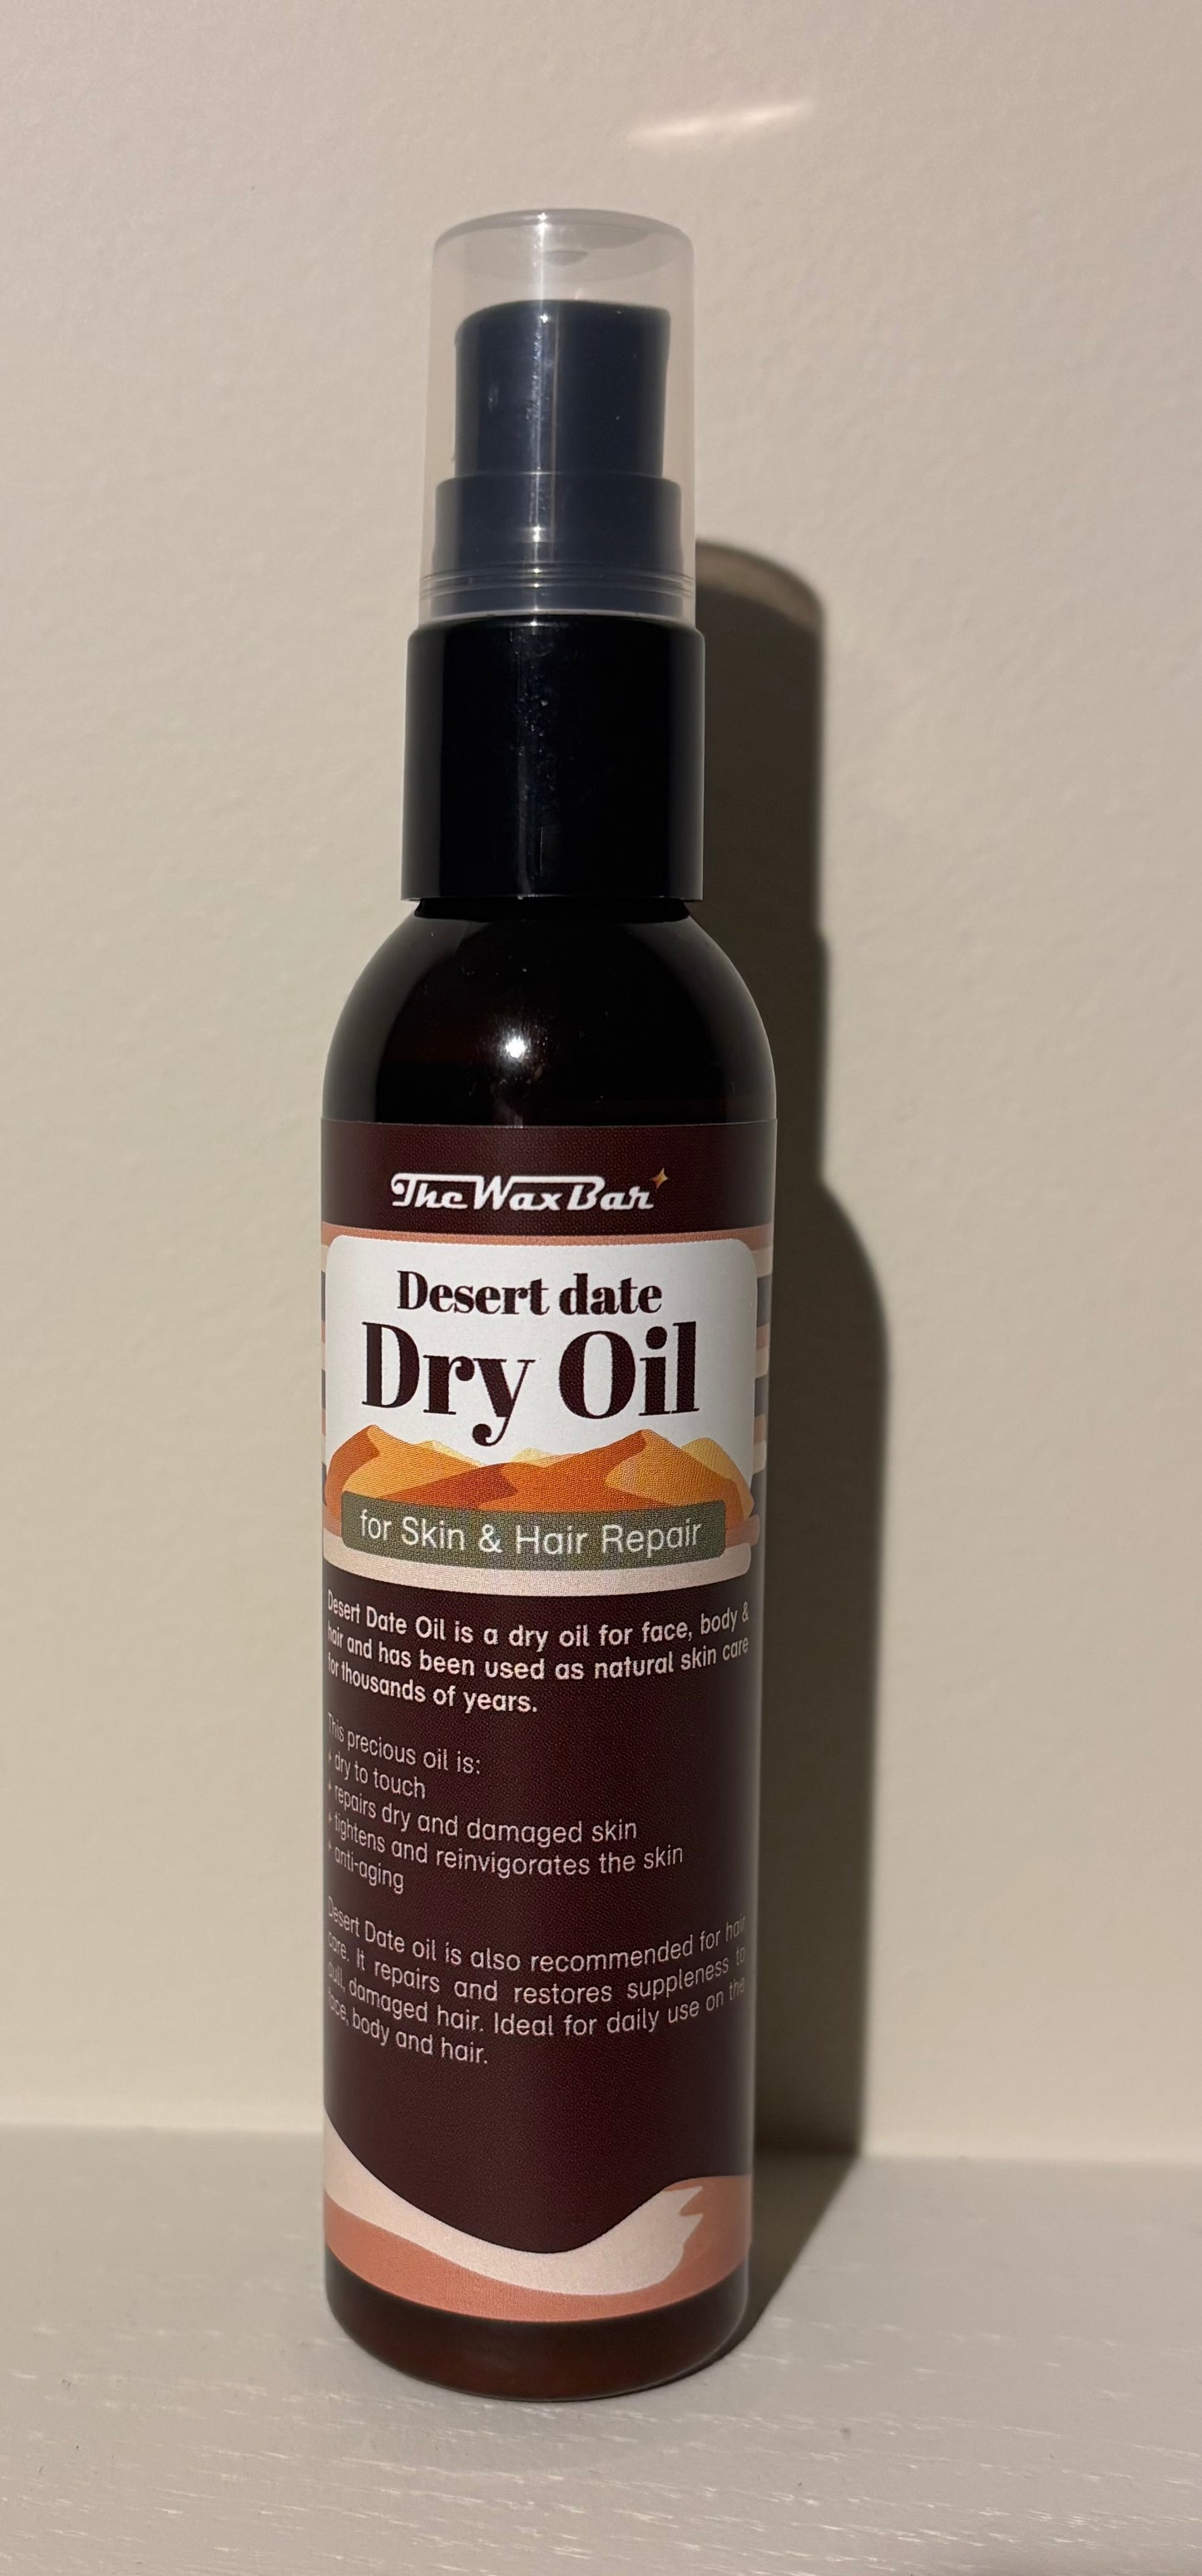 The Wax Bar
Desert date
Dry Oil
for Skin & Hair Repair
Desert Date Oil is a dry oil for face, body &
hair and has been used as natural skin care
for thousands of years.
This precious oil is:
+ dry to touch
+ repairs dry and damaged skin
+ tightens and reinvigorates the skin
+ anti-aging
Desert Date oil is also recommended for hair
care. It repairs and restores suppleness to
dull, damaged hair. Ideal for daily use on the
face, body and hair.